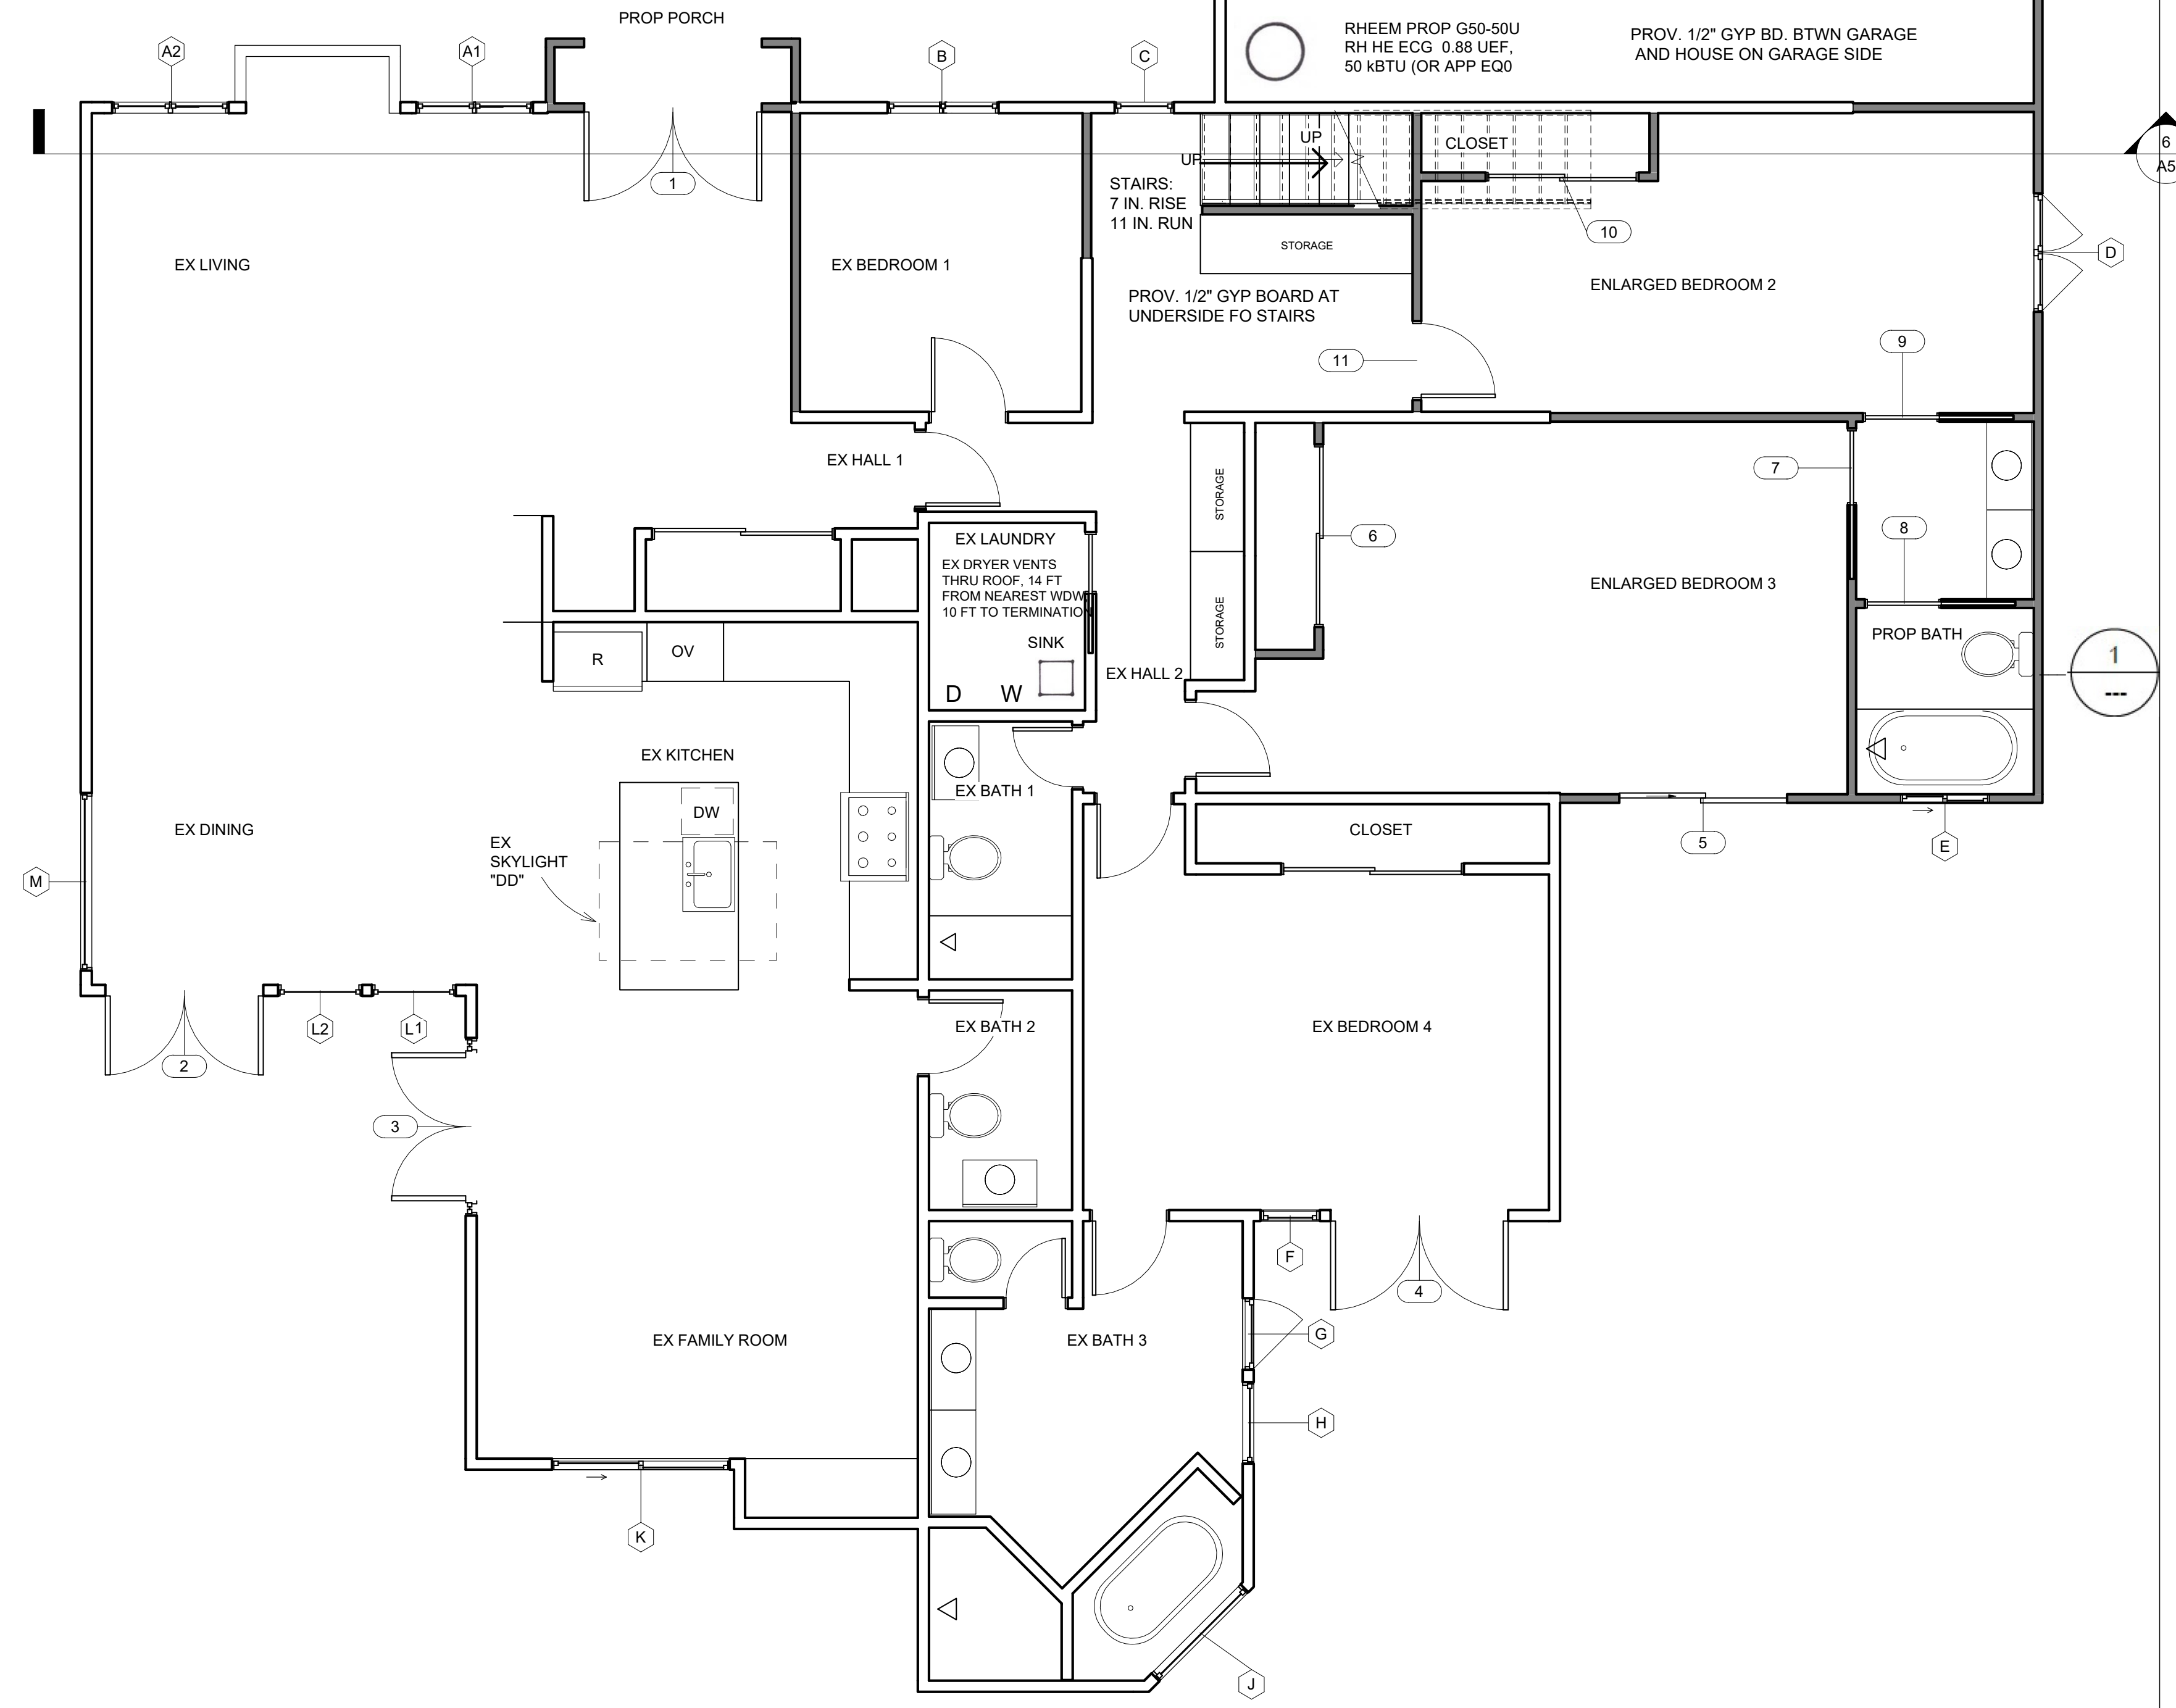 PROP PORCH
RHEEM PROP G50-50U
RH HE ECG 0.88 UEF,
50 kBTU (OR APP EQ0
PROV. 1/2" GYP BD. BTWN GARAGE
AND HOUSE ON GARAGE SIDE
A2
A1
B
C
1
UP
UP
CLOSET
6
A5
STAIRS:
7 IN. RISE
11 IN. RUN
10
STORAGE
D
EX LIVING
EX BEDROOM 1
ENLARGED BEDROOM 2
PROV. 1/2" GYP BOARD AT
UNDERSIDE FO STAIRS
11
9
EX HALL 1
7
STORAGE
6
8
EX LAUNDRY
EX DRYER VENTS
THRU ROOF, 14 FT
FROM NEAREST WDW
10 FT TO TERMINATION
ENLARGED BEDROOM 3
STORAGE
SINK
PROP BATH
R
OV
EX HALL 2
1
---
D
W
EX KITCHEN
EX BATH 1
DW
EX DINING
CLOSET
5
E
EX
SKYLIGHT
"DD"
M
L2
L1
EX BATH 2
EX BEDROOM 4
2
3
F
4
EX FAMILY ROOM
EX BATH 3
G
H
K
J